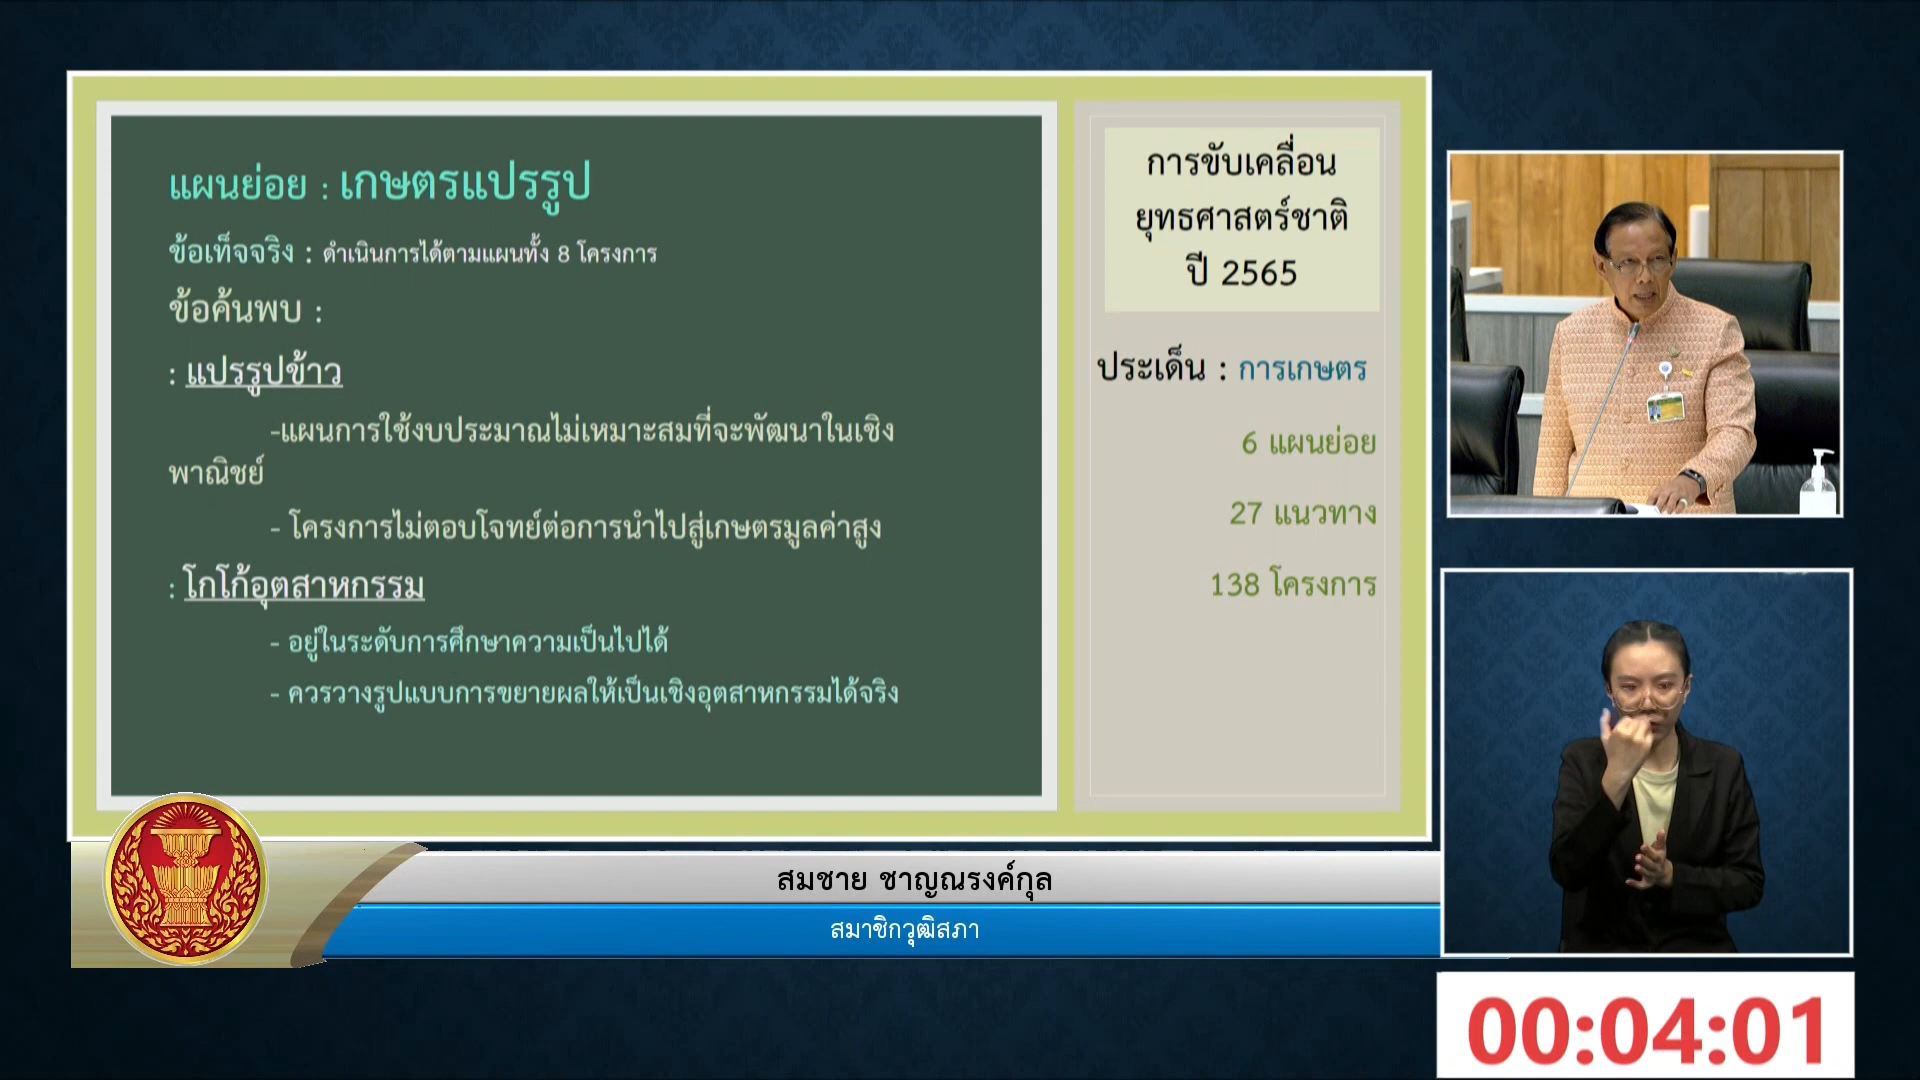 แผนย่อย : เกษตรแปรรูป
ข้อเท็จจริง : ดำเนินการได้ตามแผนทั้ง 8 โครงการ
ข้อค้นพบ :
: แปรรูปข้าว
-แผนการใช้งบประมาณไม่เหมาะสมที่จะพัฒนาในเชิง
พาณิชย์
- โครงการไม่ตอบโจทย์ต่อการนำไปสู่เกษตรมูลค่าสูง
: โกโก้อุตสาหกรรม
- อยู่ในระดับการศึกษาความเป็นไปได้
- ควรวางรูปแบบการขยายผลให้เป็นเชิงอุตสาหกรรมได้จริง
การขับเคลื่อน
ยุทธศาสตร์ชาติ
ปี 2565
ประเด็น : การเกษตร
6 แผนย่อย
27 แนวทาง
138 โครงการ
สมชาย ชาญณรงค์กุล
สมาชิกวุฒิสภา
00:04:01